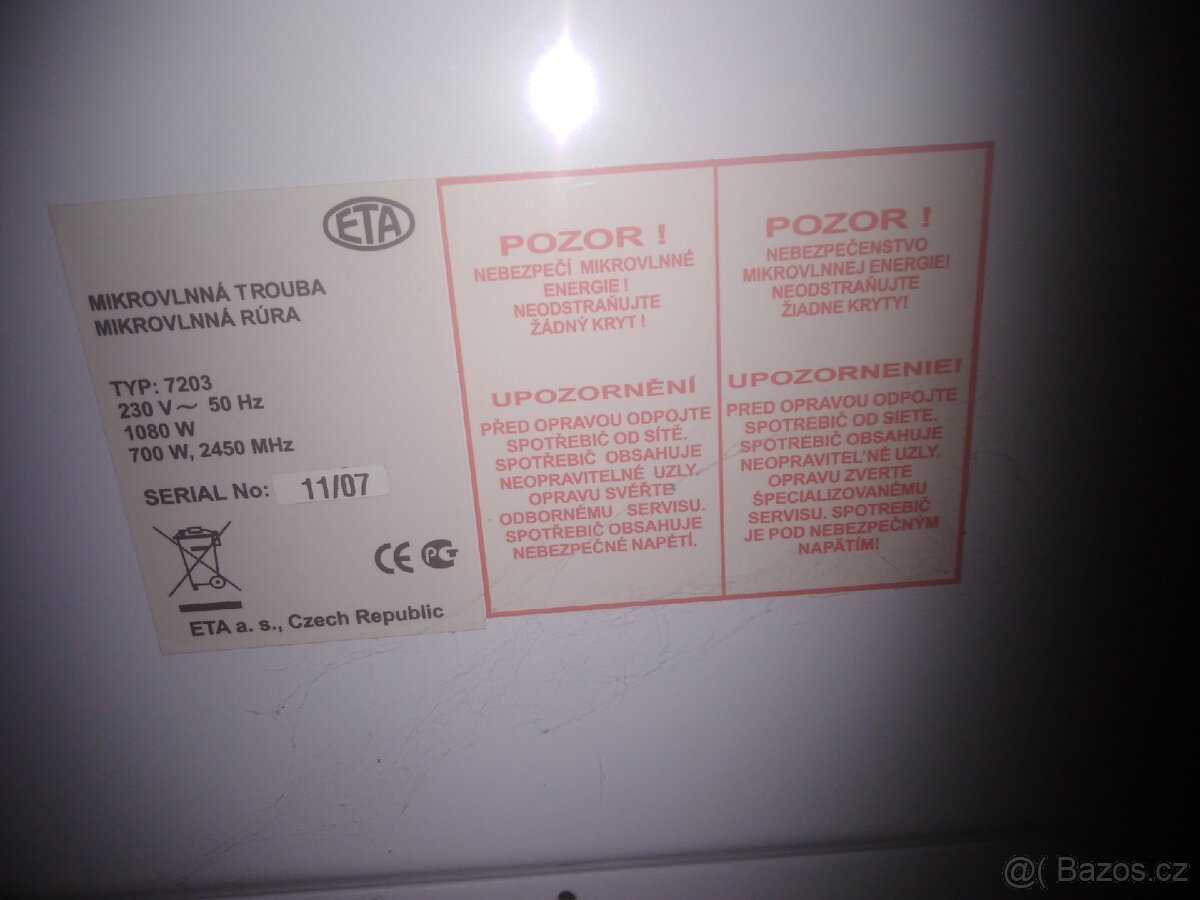 ETA
MIKROVLNNÁ TROUBA
MIKROVLNNÁ RÚRA
TYP: 7203
230 V~ 50 Hz
1080 W
700 W, 2450 MHz
SERIAL No: 11/07
CE PG
ETA a. s., Czech Republic
POZOR !
NEBEZPEČÍ MIKROVLNNÉ
ENERGIE !
NEODSTRAŇUJTE
ŽÁDNÝ KRYT !
UPOZORNĚNÍ
PŘED OPRAVOU ODPOJTE
SPOTŘEBIČ OD SÍTĚ.
SPOTŘEBIČ OBSAHUJE
NEOPRAVITELNÉ UZLY.
OPRAVU SVĚŘTE
ODBORNÉMU SERVISU.
SPOTŘEBIČ OBSAHUJE
NEBEZPEČNÉ NAPĚTÍ.
POZOR !
NEBEZPEČENSTVO
MIKROVLNNEJ ENERGIE!
NEODSTRAŇUJTE
ŽIADNE KRYTY!
UPOZORNENIE!
PRED OPRAVOU ODPOJTE
SPOTREBIČ OD SIETE.
SPOTREBIČ OBSAHUJE
NEOPRAVITEĽNÉ UZLY.
OPRAVU ZVERTE
ŠPECIALIZOVANÉMU
SERVISU. SPOTREBIČ
JE POD NEBEZPEČNÝM
NAPÄTÍM!
@( Bazos.cz